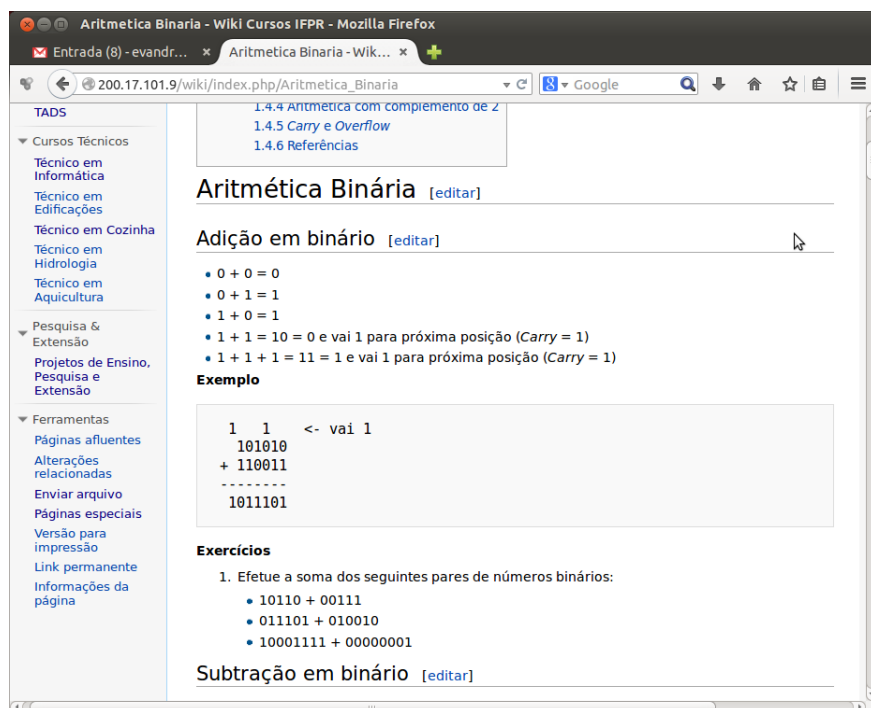 Aritmetica Binaria - Wiki Cursos IFPR - Mozilla Firefox
Entrada (8) - evandr...
Aritmetica Binaria - Wik...
200.17.101.9/wiki/index.php/Aritmetica_Binaria
Google
TADS
Cursos Técnicos
Técnico em
Informática
Técnico em
Edificações
Técnico em Cozinha
Técnico em
Hidrologia
Técnico em
Aquicultura
Pesquisa &
Extensão
Projetos de Ensino,
Pesquisa e
Extensão
Ferramentas
Páginas afluentes
Alterações
relacionadas
Enviar arquivo
Páginas especiais
Versão para
impressão
Link permanente
Informações da
página
1.4.4 Aritmética com complemento de 2
1.4.5 Carry e Overflow
1.4.6 Referências
Aritmética Binária [editar]
Adição em binário [editar]
0 + 0 = 0
0 + 1 = 1
1 + 0 = 1
1 + 1 = 10 = 0 e vai 1 para próxima posição (Carry = 1)
1 + 1 + 1 = 11 = 1 e vai 1 para próxima posição (Carry = 1)
Exemplo
1 1 <- vai 1
101010
+ 110011
--------
1011101
Exercícios
1. Efetue a soma dos seguintes pares de números binários:
10110 + 00111
011101 + 010010
10001111 + 00000001
Subtração em binário [editar]